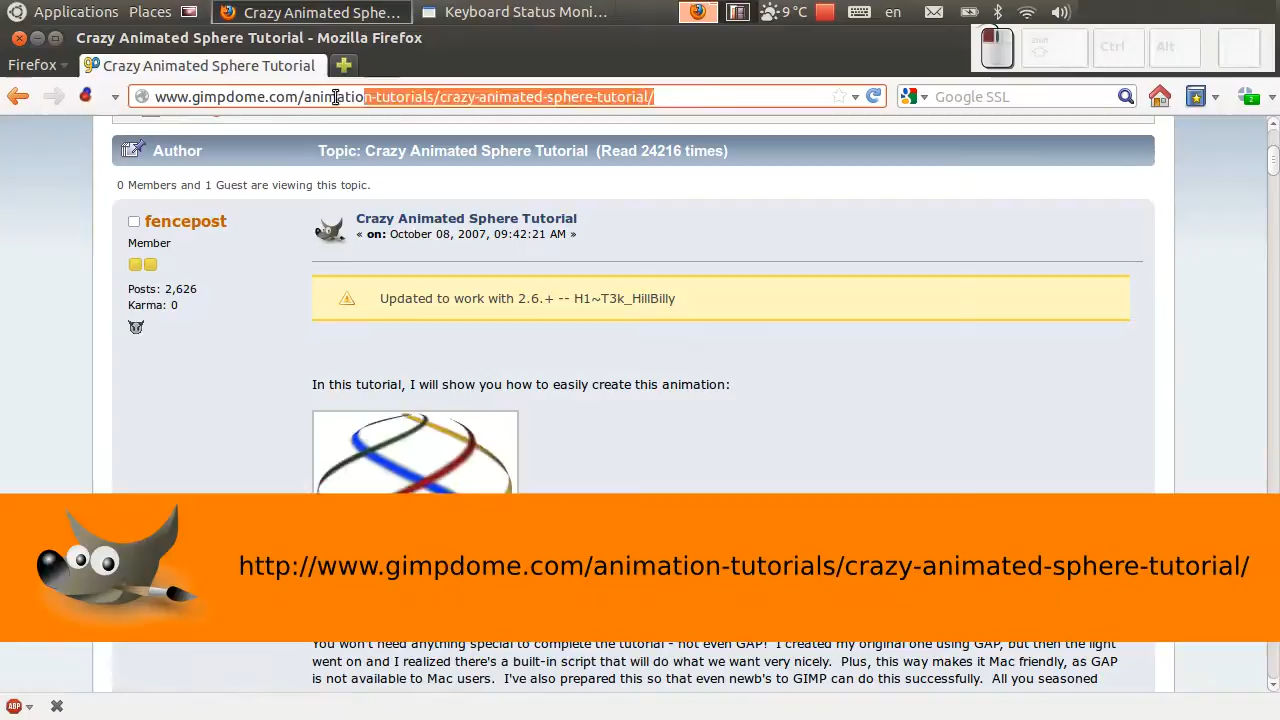 Applications Places Crazy Animated Sphe... Keyboard Status Moni... 9 °C en
Crazy Animated Sphere Tutorial - Mozilla Firefox
Shift Ctrl Alt
Firefox Crazy Animated Sphere Tutorial
www.gimpdome.com/animation-tutorials/crazy-animated-sphere-tutorial/ Google SSL
Author Topic: Crazy Animated Sphere Tutorial (Read 24216 times)
0 Members and 1 Guest are viewing this topic.
fencepost
Member
Posts: 2,626
Karma: 0
Crazy Animated Sphere Tutorial
« on: October 08, 2007, 09:42:21 AM »
Updated to work with 2.6.+ -- H1~T3k_HillBilly
In this tutorial, I will show you how to easily create this animation:
http://www.gimpdome.com/animation-tutorials/crazy-animated-sphere-tutorial/
You won't need anything special to complete the tutorial - not even GAP! I created my original one using GAP, but then the light
went on and I realized there's a built-in script that will do what we want very nicely. Plus, this way makes it Mac friendly, as GAP
is not available to Mac users. I've also prepared this so that even newb's to GIMP can do this successfully. All you seasoned
ABP